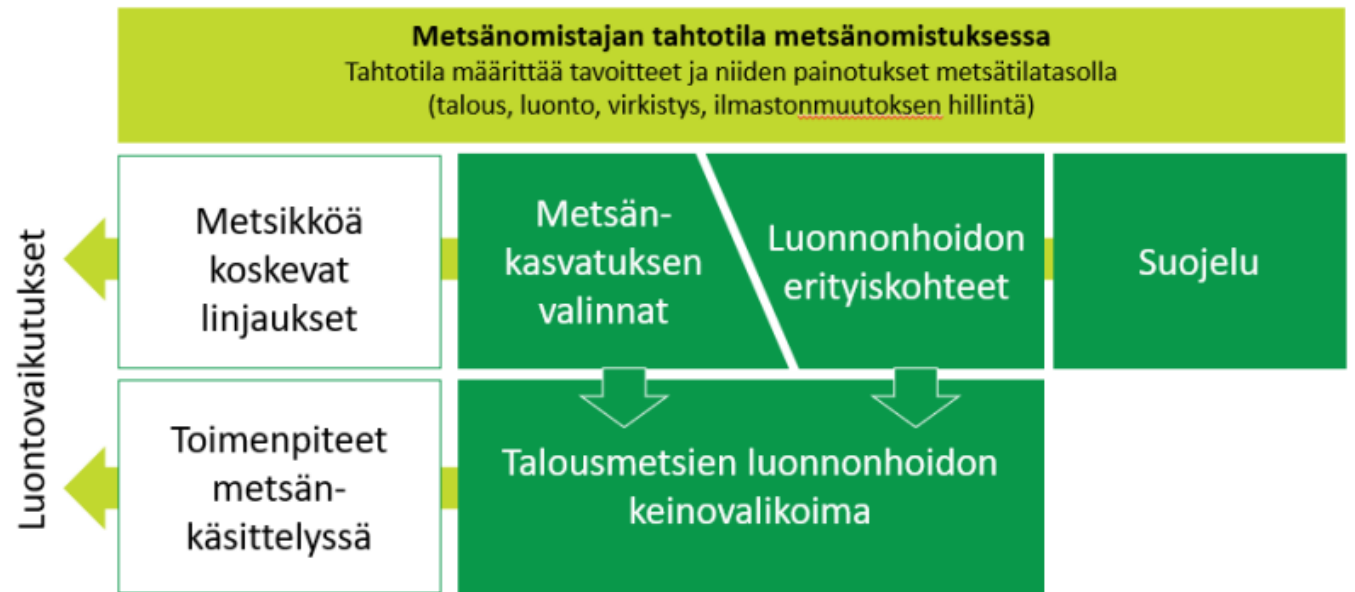 Metsänomistajan tahtotila metsänomistuksessa
Tahtotila määrittää tavoitteet ja niiden painotukset metsätilatasolla
(talous, luonto, virkistys, ilmastonmuutoksen hillintä)
Luontovaikutukset
Metsikköä
koskevat
linjaukset
Metsän-
kasvatuksen
valinnat
Luonnonhoidon
erityiskohteet
Suojelu
Toimenpiteet
metsän-
käsittelyssä
Talousmetsien luonnonhoidon
keinovalikoima